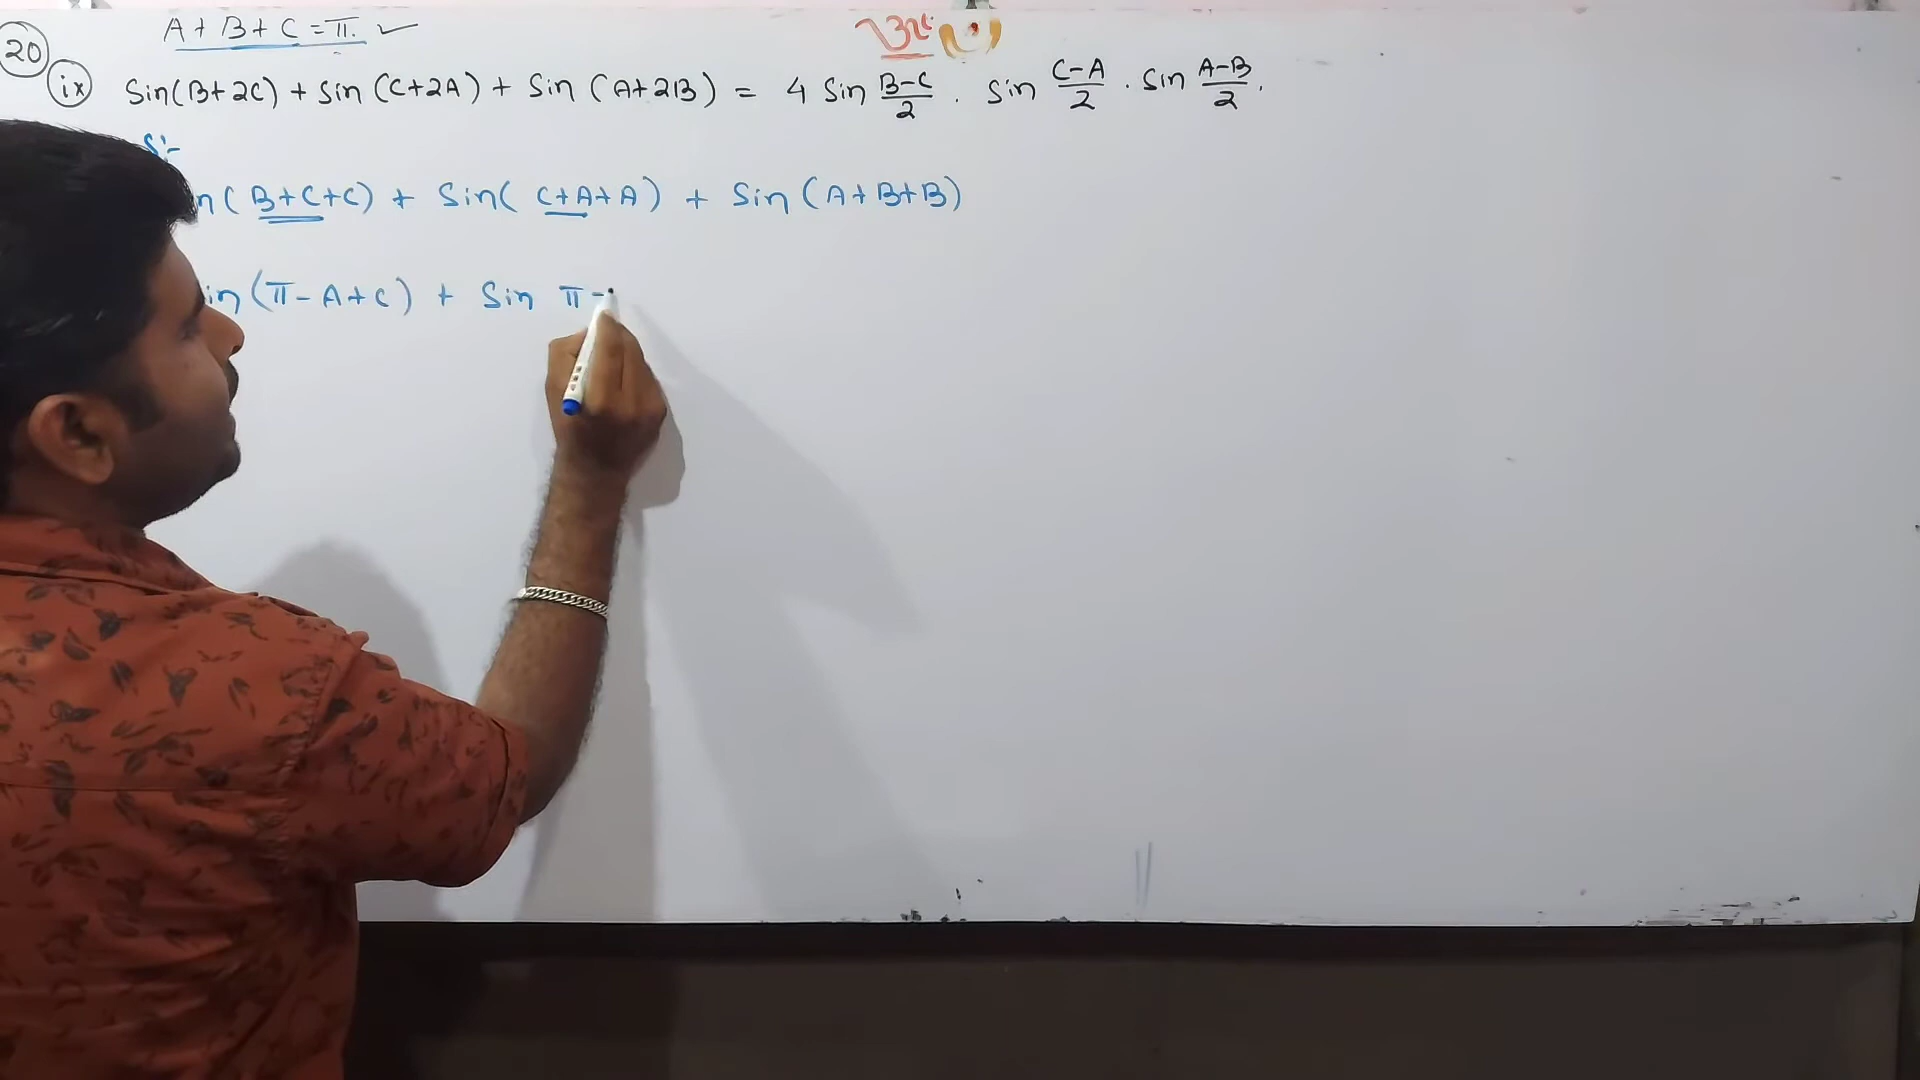 A + B + C = π. ✓
20
ix Sin(B+2C) + Sin (C+2A) + Sin (A+2B) = 4 Sin (B-C)/2 . Sin (C-A)/2 . Sin (A-B)/2 .
S:-
n( B+C+C) + Sin( C+A+A) + Sin (A+B+B)
in (π - A+C) + Sin π -